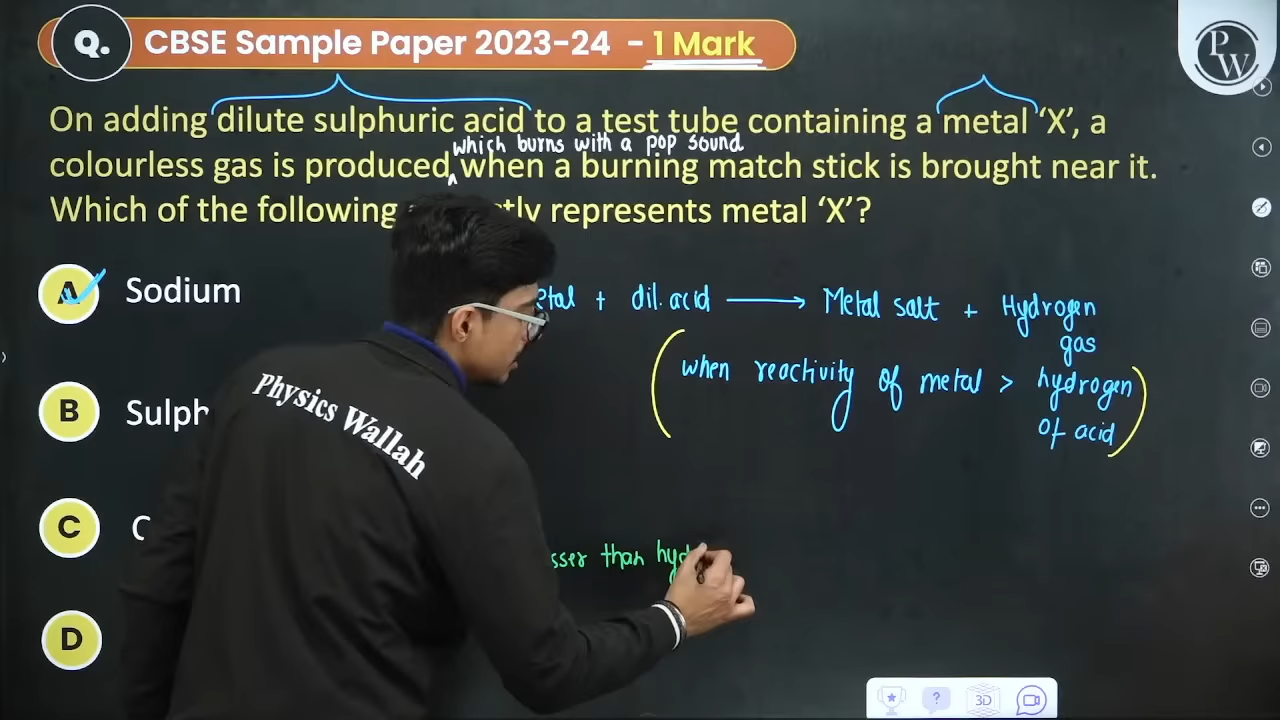 Q. CBSE Sample Paper 2023-24 - 1 Mark
PW
On adding dilute sulphuric acid to a test tube containing a metal ‘X’, a
which burns with a pop sound
colourless gas is produced, when a burning match stick is brought near it.
Which of the following represents metal ‘X’?
A Sodium
+ dil. acid → Metal salt + Hydrogen
gas
(when reactivity of metal > hydrogen
of acid)
B
C
than
D
Physics Wallah
3D